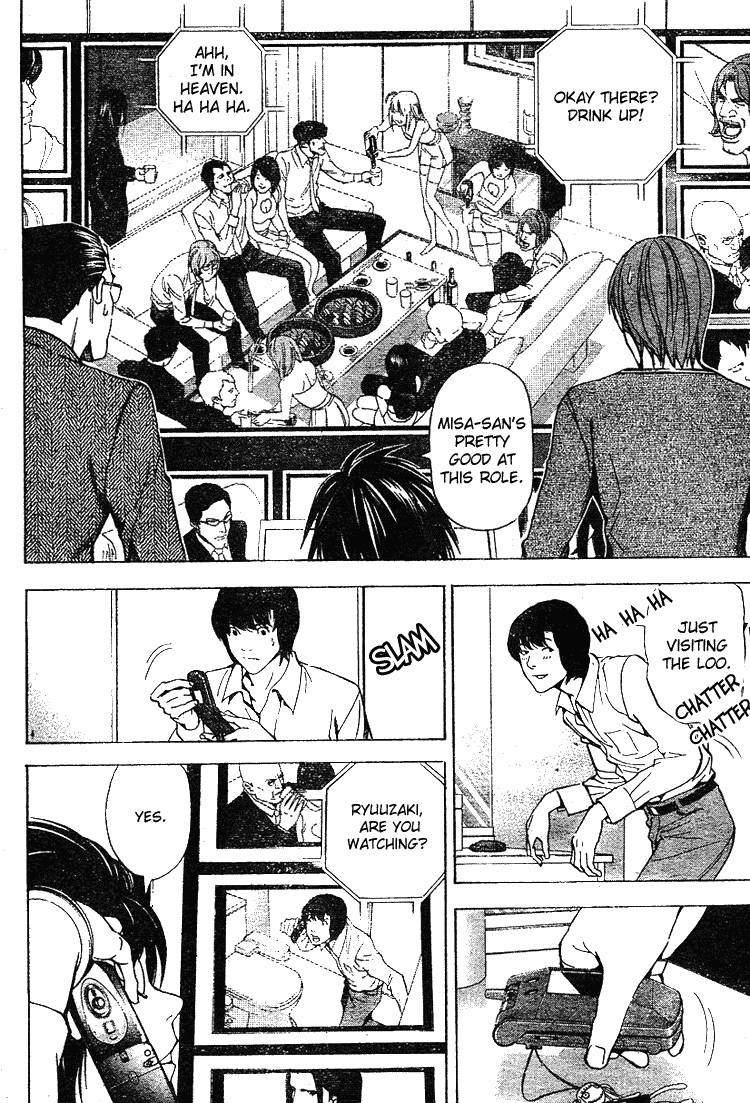 OKAY THERE?
DRINK UP!
AHH,
I'M IN
HEAVEN.
HA HA HA.
MISA-SAN'S
PRETTY
GOOD AT
THIS ROLE.
HA HA HA
JUST
VISITING
THE LOO.
CHATTER
CHATTER
SLAM
RYUUZAKI,
ARE YOU
WATCHING?
YES.